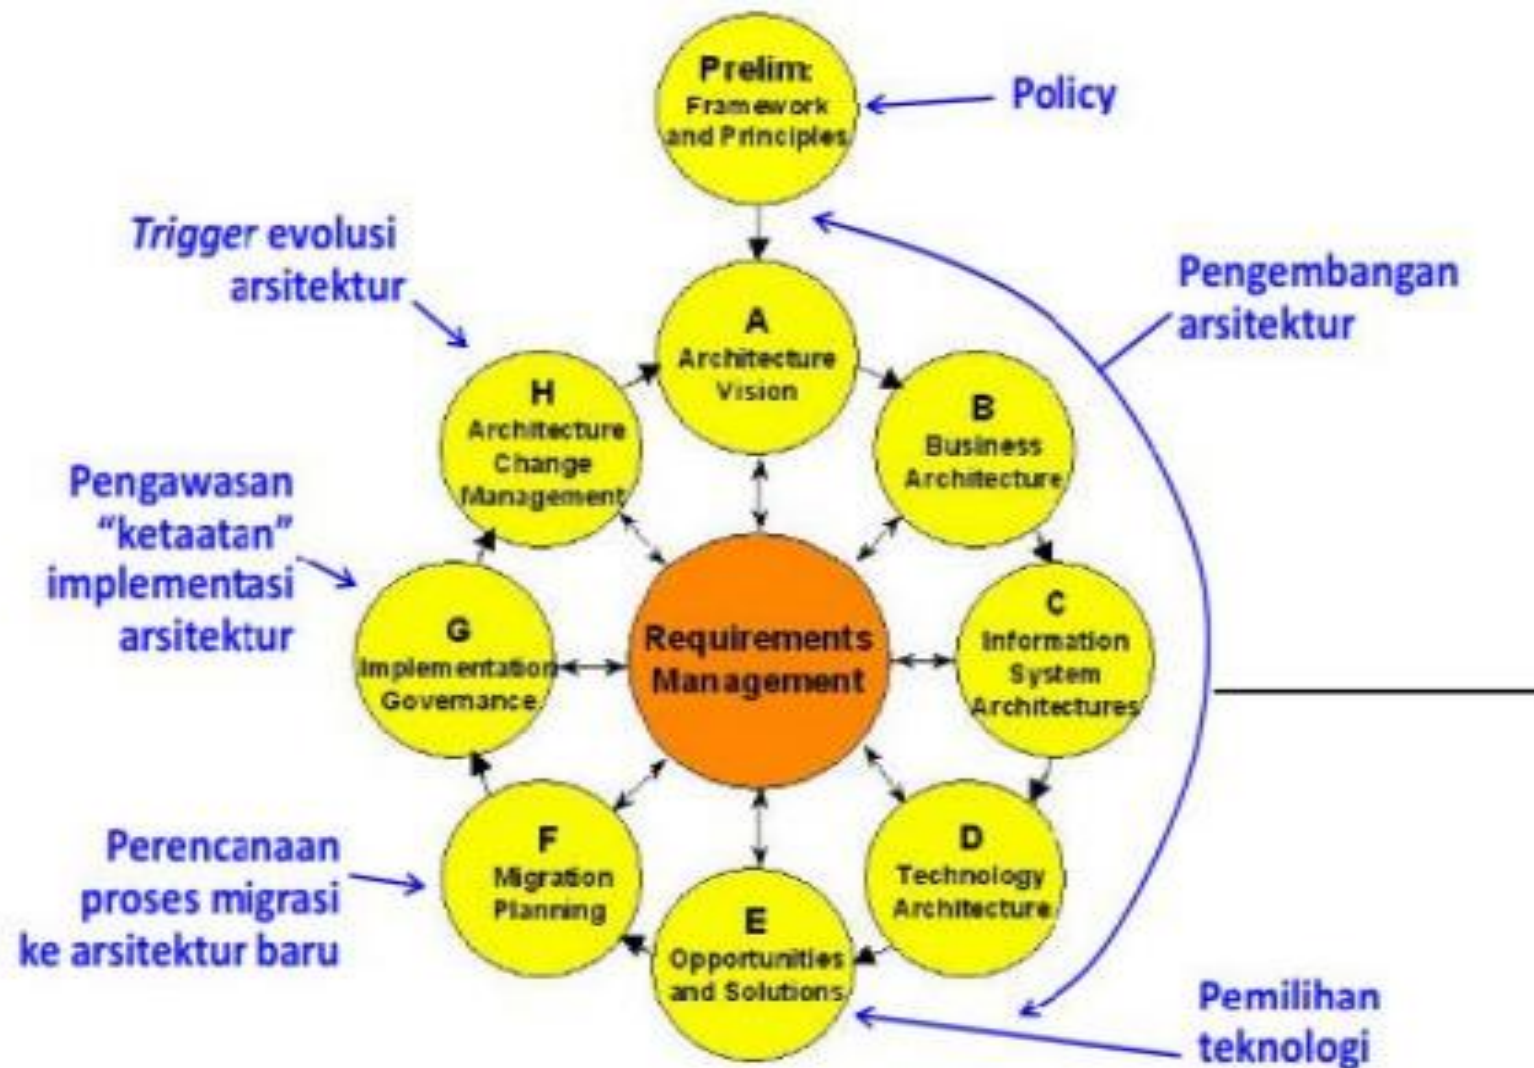 Prelim:
Framework
and Principles
Policy
Trigger evolusi
arsitektur
Pengembangan
arsitektur
A
Architecture
Vision
H
Architecture
Change
Management
B
Business
Architecture
Pengawasan
“ketaatan”
implementasi
arsitektur
G
Implementation
Governance
Requirements
Management
C
Information
System
Architectures
Perencanaan
proses migrasi
ke arsitektur baru
F
Migration
Planning
E
Opportunities
and Solutions
D
Technology
Architecture
Pemilihan
teknologi